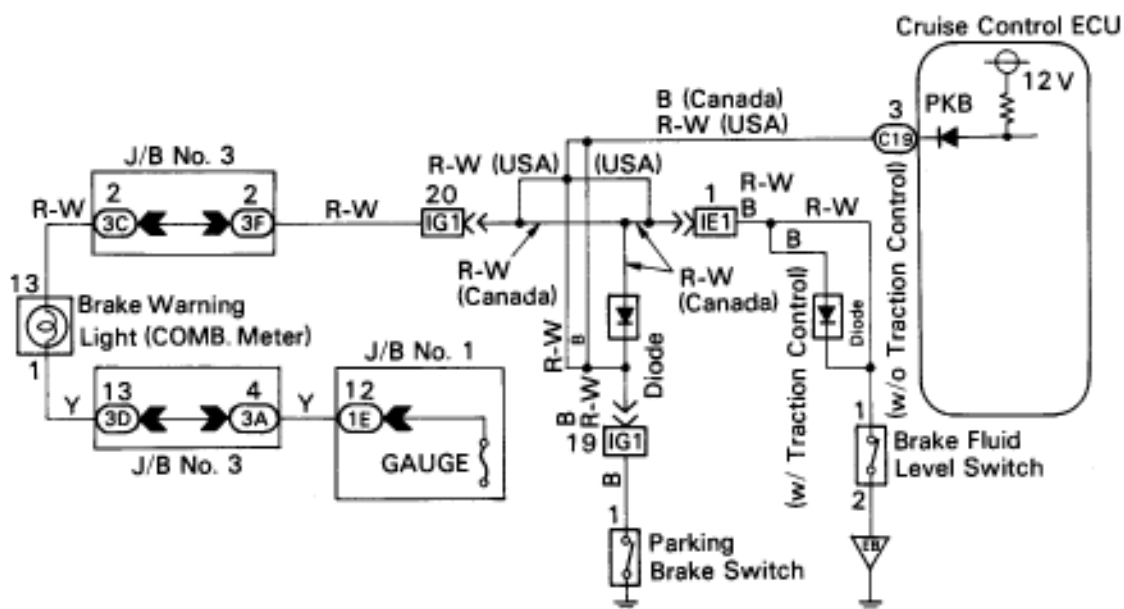 Cruise Control ECU
12 V
PKB
3
C19
B (Canada)
R-W (USA)
J/B No. 3
R-W (USA)
(USA)
2
2
20
1
R-W
R-W
3C
3F
R-W
IG1
IE1
B
R-W
B
R-W
(Canada)
R-W
(Canada)
13
Brake Warning
Light (COMB. Meter)
1
R-W
B
Diode
Diode
(w/ Traction Control)
(w/o Traction Control)
J/B No. 1
13
4
12
Y
3D
3A
Y
1E
J/B No. 3
GAUGE
B
R-W
19
IG1
B
1
Parking
Brake Switch
1
Brake Fluid
Level Switch
2
EB